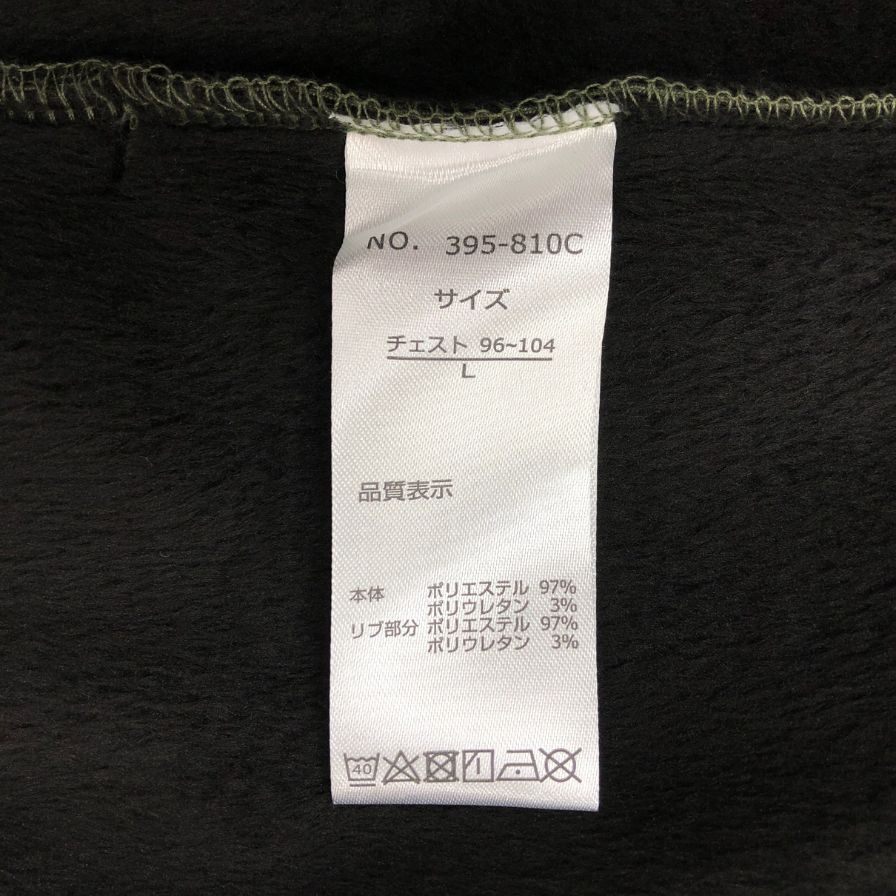 NO. 395-810C
サイズ
チェスト 96~104
L
品質表示
本体 ポリエステル 97%
ポリウレタン 3%
リブ部分 ポリエステル 97%
ポリウレタン 3%
40